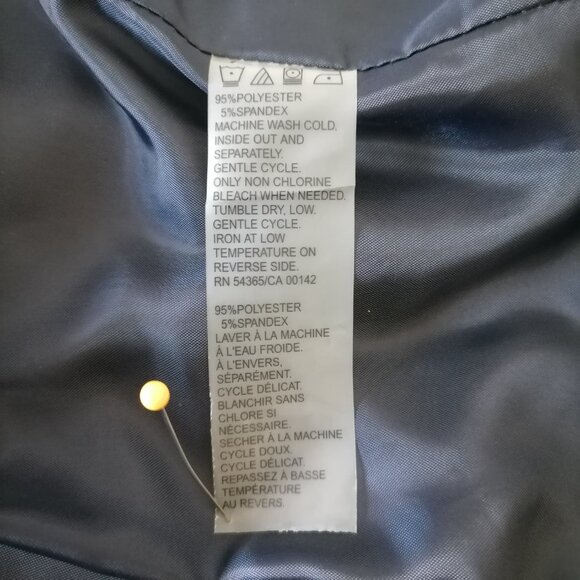 95%POLYESTER
5%SPANDEX
MACHINE WASH COLD,
INSIDE OUT AND
SEPARATELY.
GENTLE CYCLE.
ONLY NON CHLORINE
BLEACH WHEN NEEDED.
TUMBLE DRY, LOW.
GENTLE CYCLE.
IRON AT LOW
TEMPERATURE ON
REVERSE SIDE.
RN 54365/CA 00142
95%POLYESTER
5%SPANDEX
LAVER À LA MACHINE
À L'EAU FROIDE.
À L'ENVERS,
SÉPARÉMENT.
CYCLE DÉLICAT.
BLANCHIR SANS
CHLORE SI
NÉCESSAIRE.
SECHER À LA MACHINE
CYCLE DOUX.
CYCLE DÉLICAT.
REPASSEZ À BASSE
TEMPÉRATURE
AU REVERS.